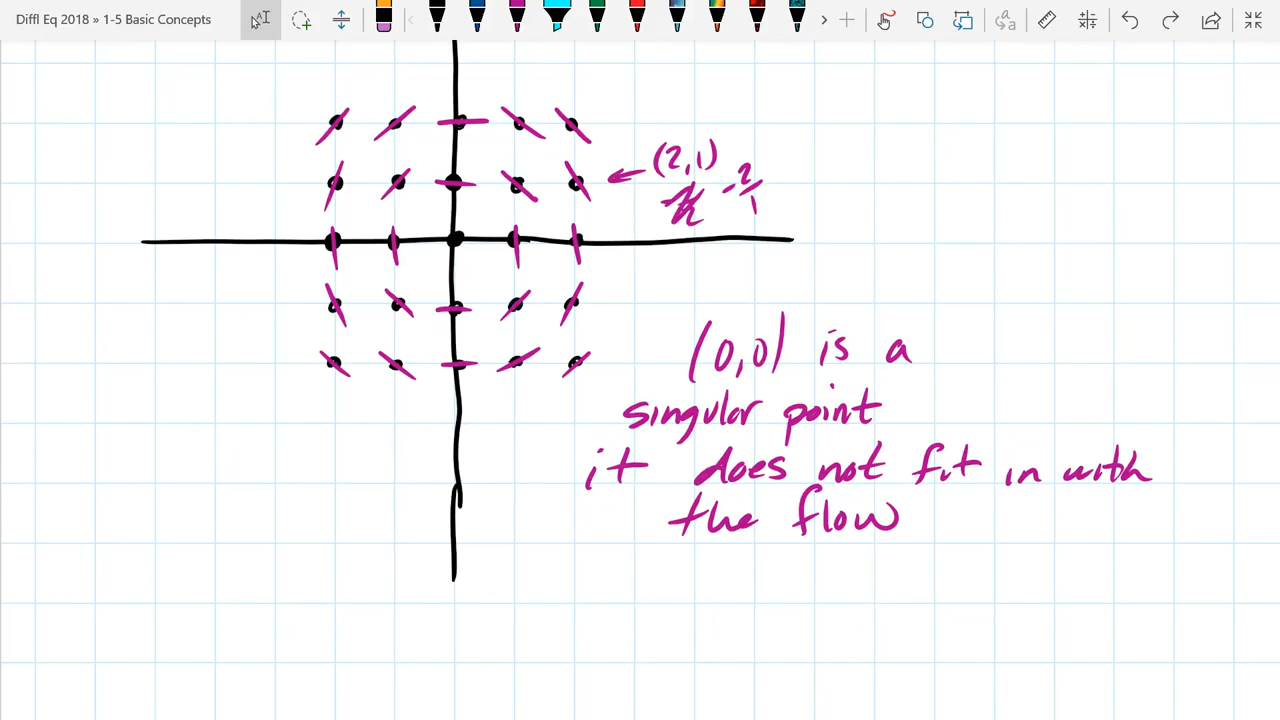 Diffl Eq 2018 » 1-5 Basic Concepts
(2,1)
-2/1
(0,0) is a
singular point
it does not fit in with
the flow